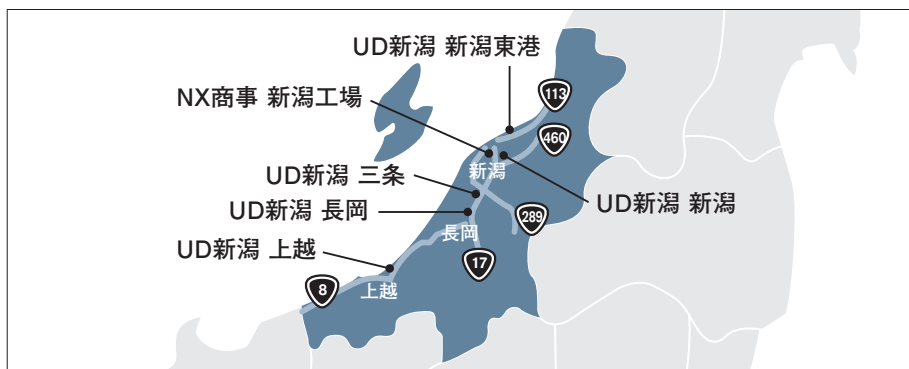 UD新潟 新潟東港
NX商事 新潟工場
113
460
新潟
UD新潟 三条
UD新潟 新潟
UD新潟 長岡
289
長岡
UD新潟 上越
17
8
上越